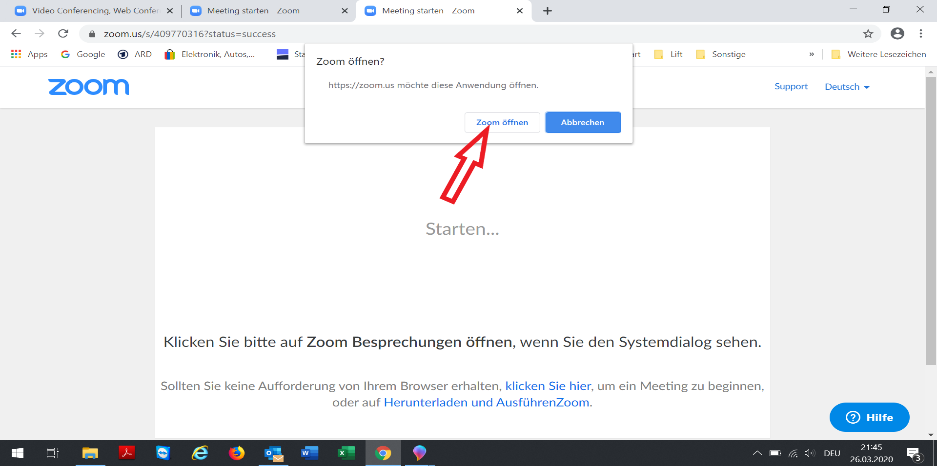 Video Conferencing, Web Confer
Meeting starten - Zoom
Meeting starten - Zoom
zoom.us/s/409770316?status=success
Apps
Google
ARD
Elektronik, Autos,...
Sta
rt
Lift
Sonstige
»
Weitere Lesezeichen
Zoom öffnen?
https://zoom.us möchte diese Anwendung öffnen.
Zoom öffnen
Abbrechen
zoom
Support
Deutsch
Starten...
Klicken Sie bitte auf Zoom Besprechungen öffnen, wenn Sie den Systemdialog sehen.
Sollten Sie keine Aufforderung von Ihrem Browser erhalten, klicken Sie hier, um ein Meeting zu beginnen,
oder auf Herunterladen und AusführenZoom.
Hilfe
DEU
21:45
26.03.2020
3